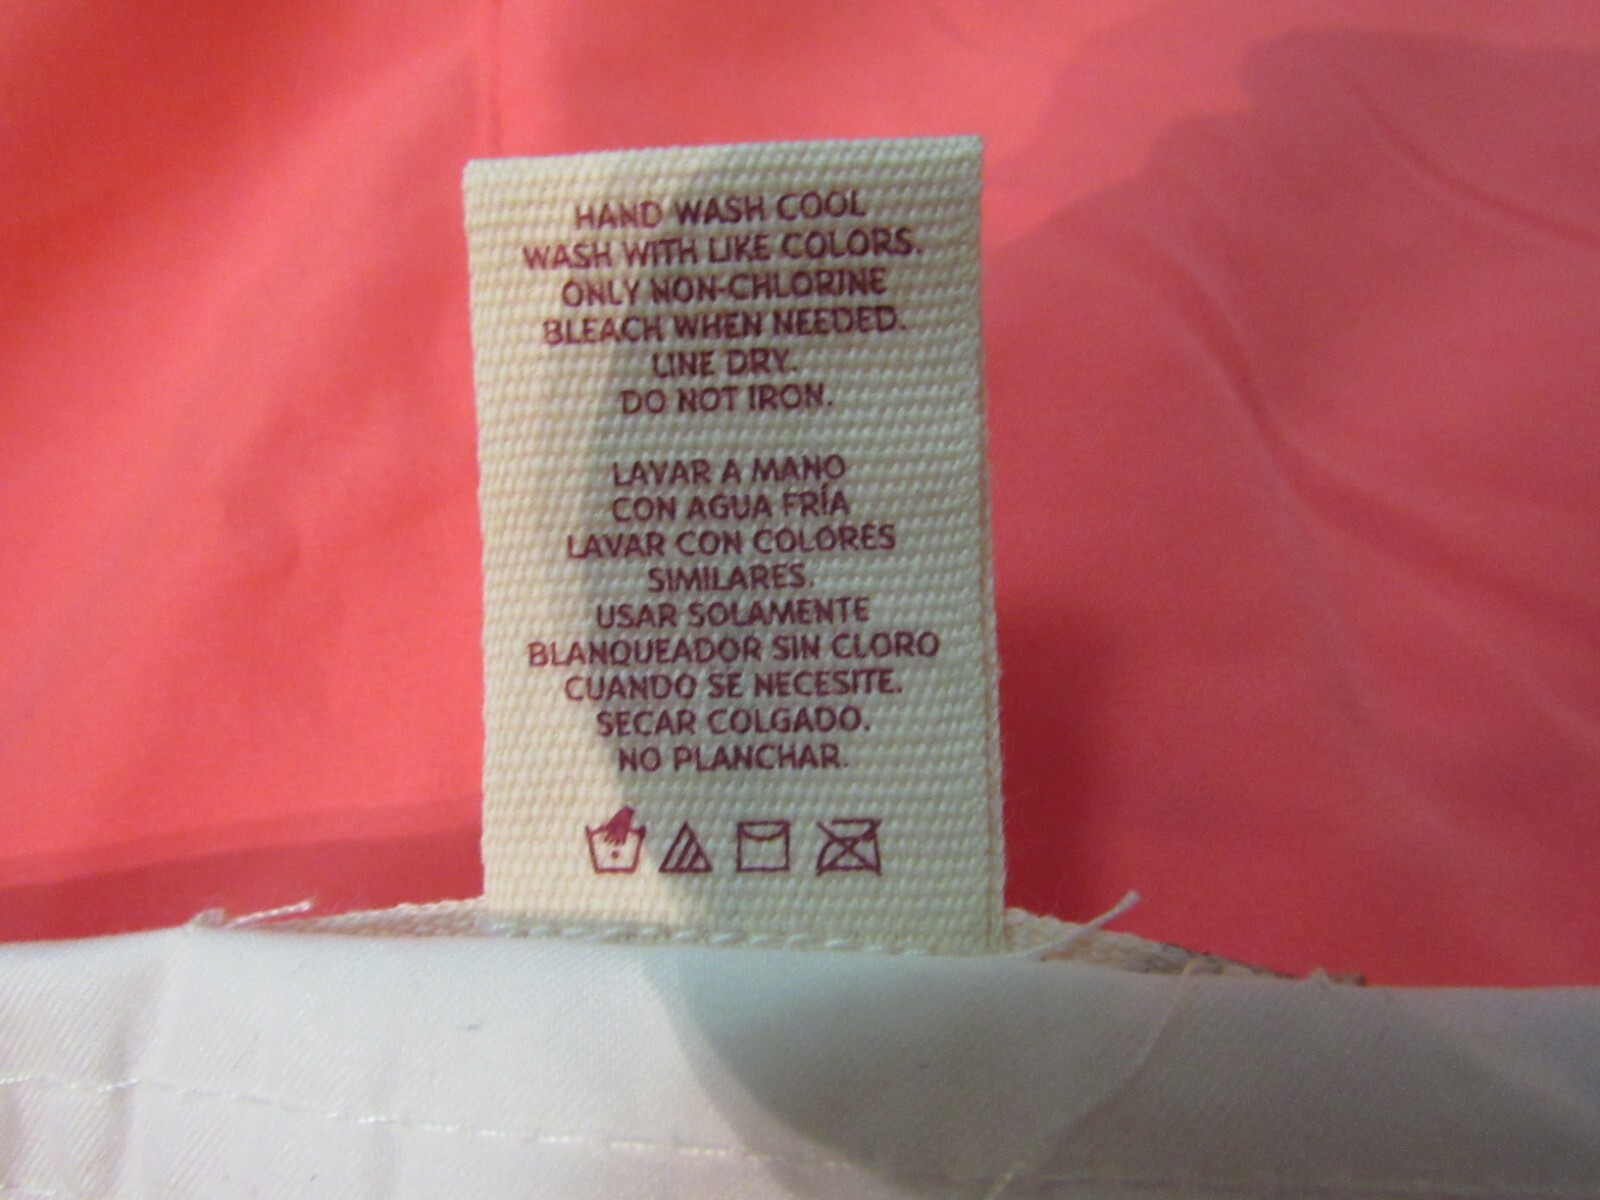 HAND WASH COOL
WASH WITH LIKE COLORS.
ONLY NON-CHLORINE
BLEACH WHEN NEEDED.
LINE DRY.
DO NOT IRON.
LAVAR A MANO
CON AGUA FRÍA
LAVAR CON COLORES
SIMILARES.
USAR SOLAMENTE
BLANQUEADOR SIN CLORO
CUANDO SE NECESITE.
SECAR COLGADO.
NO PLANCHAR.